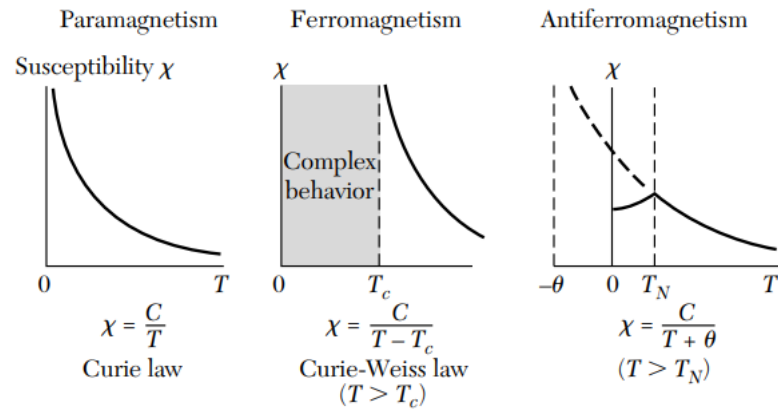 Paramagnetism
Susceptibility χ
0
T
χ = C/T
Curie law
Ferromagnetism
χ
Complex
behavior
0
T_c
χ = C/(T − T_c)
Curie-Weiss law
(T > T_c)
Antiferromagnetism
χ
−θ
0
T_N
T
χ = C/(T + θ)
(T > T_N)